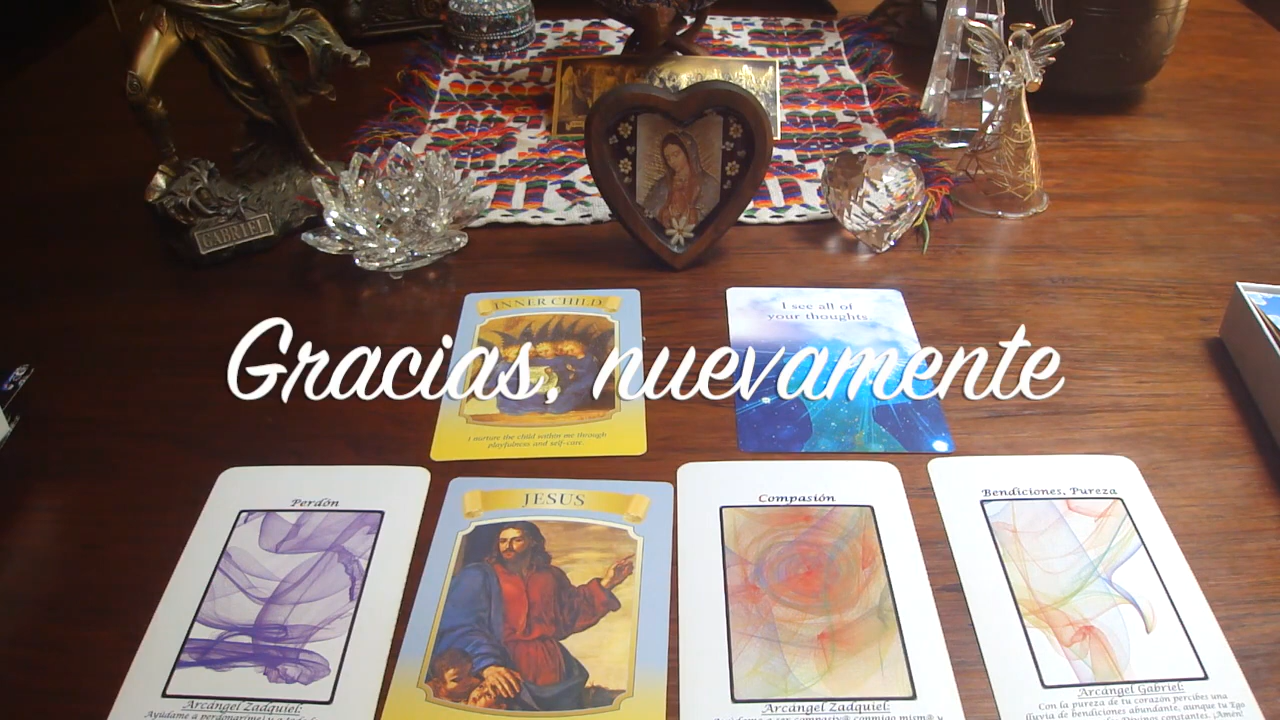 GABRIEL
INNER CHILD
I see all of
your thoughts.
Gracias, nuevamente
I nurture the child within me through
playfulness and self-care.
Perdón
JESUS
Compasión
Bendiciones, Pureza
Arcángel Zadquiel:
Arcángel Zadquiel:
Arcángel Gabriel:
Con la pureza de tu corazón percibes una
lluvia de bendiciones abundante, aunque tu Ego